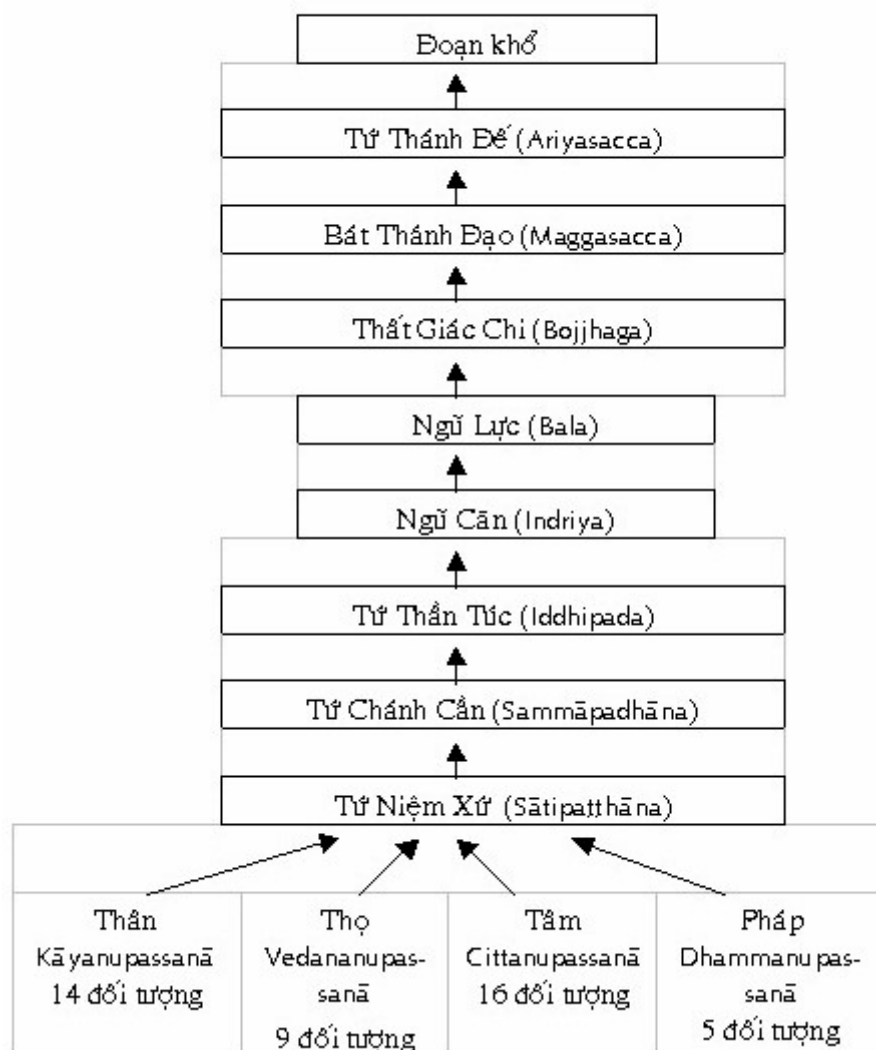 Đoạn khổ
Tứ Thánh Đế (Ariyasacca)
Bát Thánh Đạo (Maggasacca)
Thất Giác Chi (Bojjhaga)
Ngũ Lực (Bala)
Ngũ Căn (Indriya)
Tứ Thần Túc (Iddhipada)
Tứ Chánh Cần (Sammāpadhāna)
Tứ Niệm Xứ (Sātipaṭṭhāna)
Thân
Kāyanupassanā
14 đối tượng
Thọ
Vedananupas-
sanā
9 đối tượng
Tâm
Cittanupassanā
16 đối tượng
Pháp
Dhammanupas-
sanā
5 đối tượng